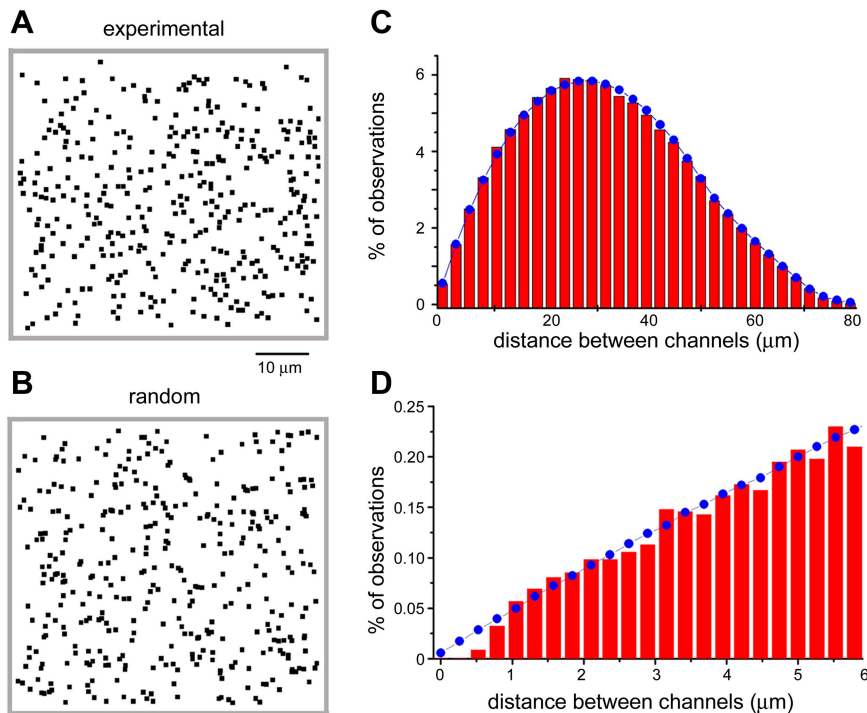 A
experimental
10 μm
B
random
C
% of observations
6
4
2
0
0
20
40
60
80
distance between channels (μm)
D
% of observations
0.25
0.20
0.15
0.10
0.05
0
0
1
2
3
4
5
6
distance between channels (μm)